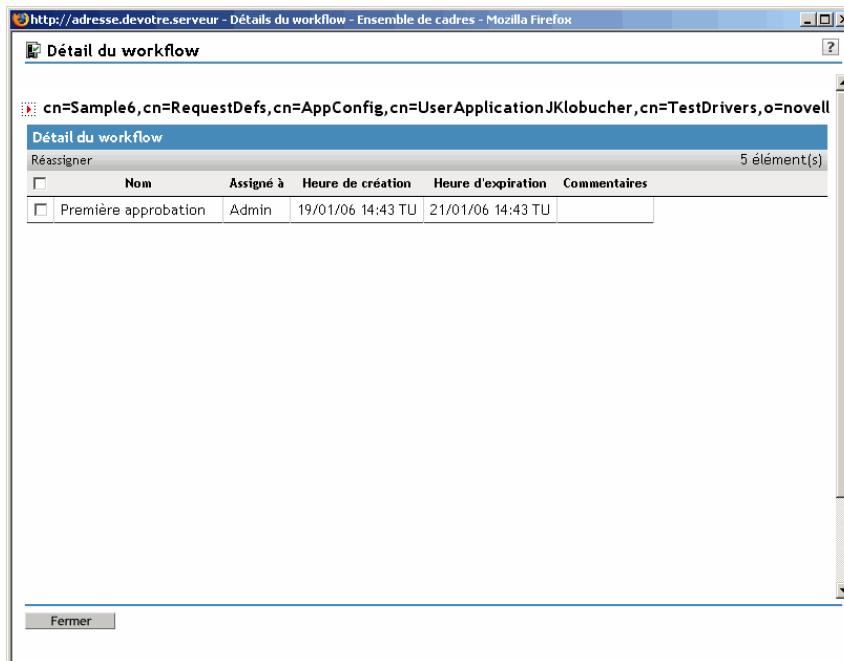 http://adresse.devotre.serveur - Détails du workflow - Ensemble de cadres - Mozilla Firefox
Détail du workflow
?
cn=Sample6,cn=RequestDefs,cn=AppConfig,cn=UserApplicationJKlobucher,cn=TestDrivers,o=novell
Détail du workflow
Réassigner 5 élément(s)
Nom Assigné à Heure de création Heure d'expiration Commentaires
Première approbation Admin 19/01/06 14:43 TU 21/01/06 14:43 TU
Fermer